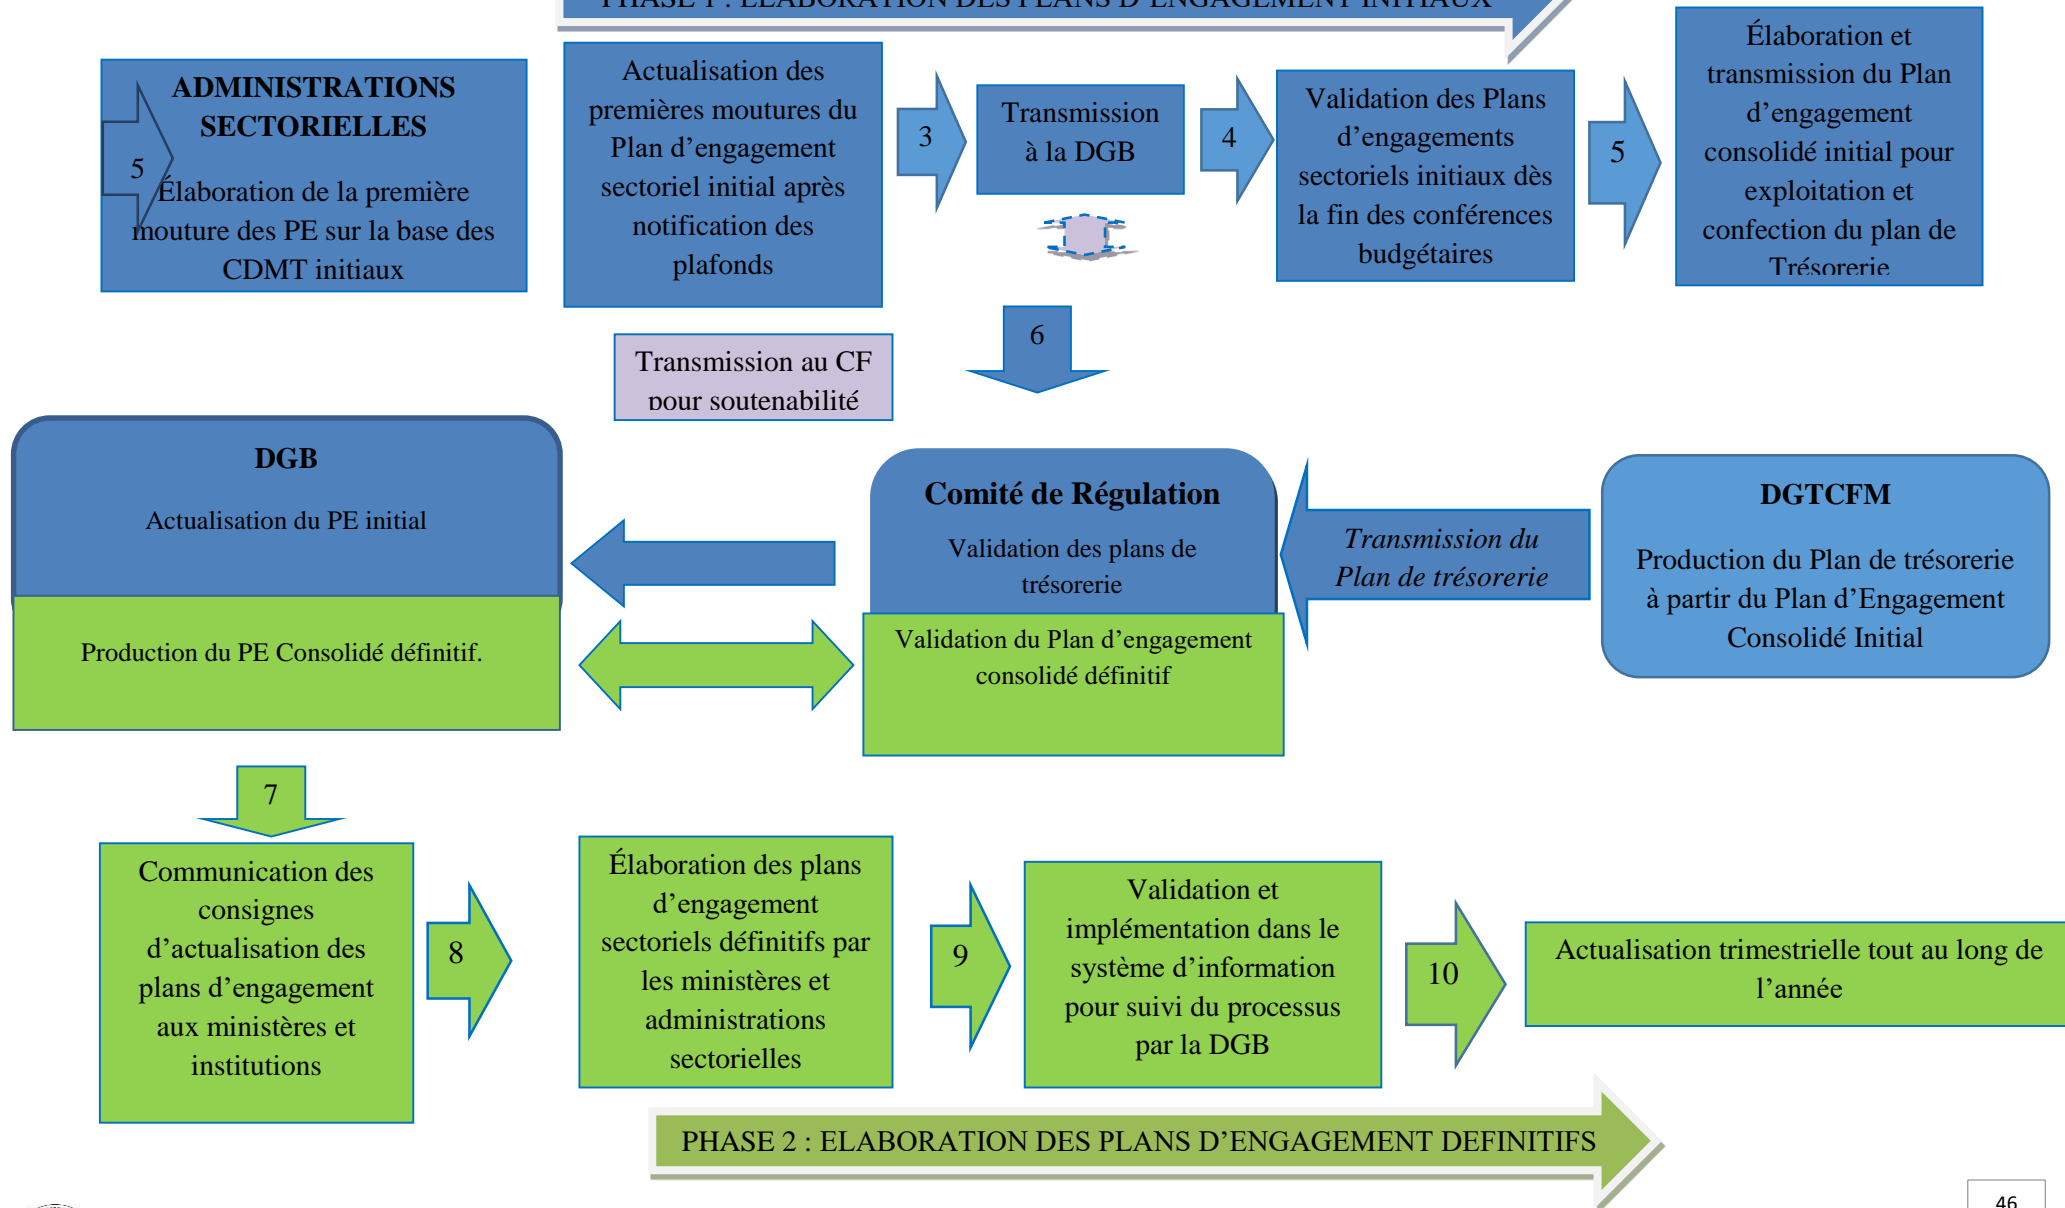 PHASE 1 : ELABORATION DES PLANS D’ENGAGEMENT INITIAUX
ADMINISTRATIONS
SECTORIELLES
5
Élaboration de la première
mouture des PE sur la base des
CDMT initiaux
Actualisation des
premières moutures du
Plan d’engagement
sectoriel initial après
notification des
plafonds
3
Transmission
à la DGB
4
Validation des Plans
d’engagements
sectoriels initiaux dès
la fin des conférences
budgétaires
5
Élaboration et
transmission du Plan
d’engagement
consolidé initial pour
exploitation et
confection du plan de
Trésorerie
6
Transmission au CF
pour soutenabilité
DGB
Actualisation du PE initial
Production du PE Consolidé définitif.
Comité de Régulation
Validation des plans de
trésorerie
Validation du Plan d’engagement
consolidé définitif
Transmission du
Plan de trésorerie
DGTCFM
Production du Plan de trésorerie
à partir du Plan d’Engagement
Consolidé Initial
7
Communication des
consignes
d’actualisation des
plans d’engagement
aux ministères et
institutions
8
Élaboration des plans
d’engagement
sectoriels définitifs par
les ministères et
administrations
sectorielles
9
Validation et
implémentation dans le
système d’information
pour suivi du processus
par la DGB
10
Actualisation trimestrielle tout au long de
l’année
PHASE 2 : ELABORATION DES PLANS D’ENGAGEMENT DEFINITIFS
46